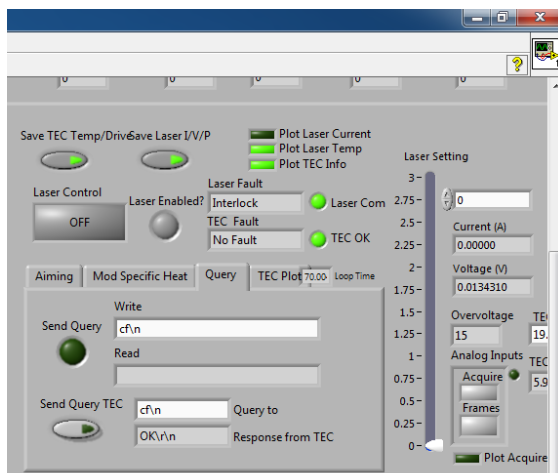 0 0 0 0 0
Save TEC Temp/Drive Save Laser I/V/P
Plot Laser Current
Plot Laser Temp
Plot TEC Info
Laser Setting
Laser Control
OFF
Laser Enabled?
Laser Fault
Interlock
Laser Com
TEC Fault
No Fault
TEC OK
3-
2.75-
2.5-
2.25-
2-
1.75-
1.5-
1.25-
1-
0.75-
0.5-
0.25-
0-
0
Current (A)
0.00000
Voltage (V)
0.0134310
Overvoltage
15
TEC
19.
Analog Inputs
TEC
5.9
Acquire
Frames
Plot Acquire
Aiming Mod Specific Heat Query TEC Plot 70.00 Loop Time
Write
Send Query
cf\n
Read
Send Query TEC
cf\n
Query to
OK\r\n
Response from TEC